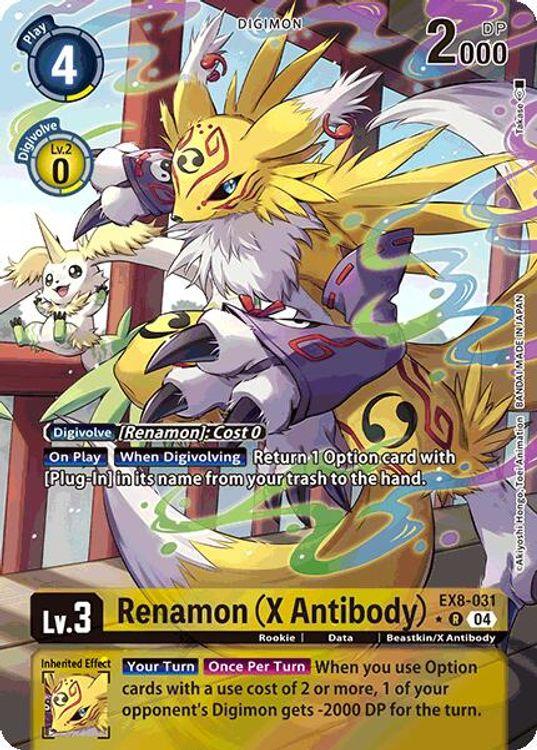 Play
4
DIGIMON
2000
DP
Digivolve
Lv.2
0
Takase
Digivolve [Renamon]: Cost 0
On Play When Digivolving Return 1 Option card with
[Plug-In] in its name from your trash to the hand.
©Akiyoshi Hongo, Toei Animation BANDAI MADE IN JAPAN
Lv.3
Renamon (X Antibody)
EX8-031
R 04
Rookie | Data | Beastkin/X Antibody
Inherited Effect
Your Turn Once Per Turn When you use Option
cards with a use cost of 2 or more, 1 of your
opponent's Digimon gets -2000 DP for the turn.